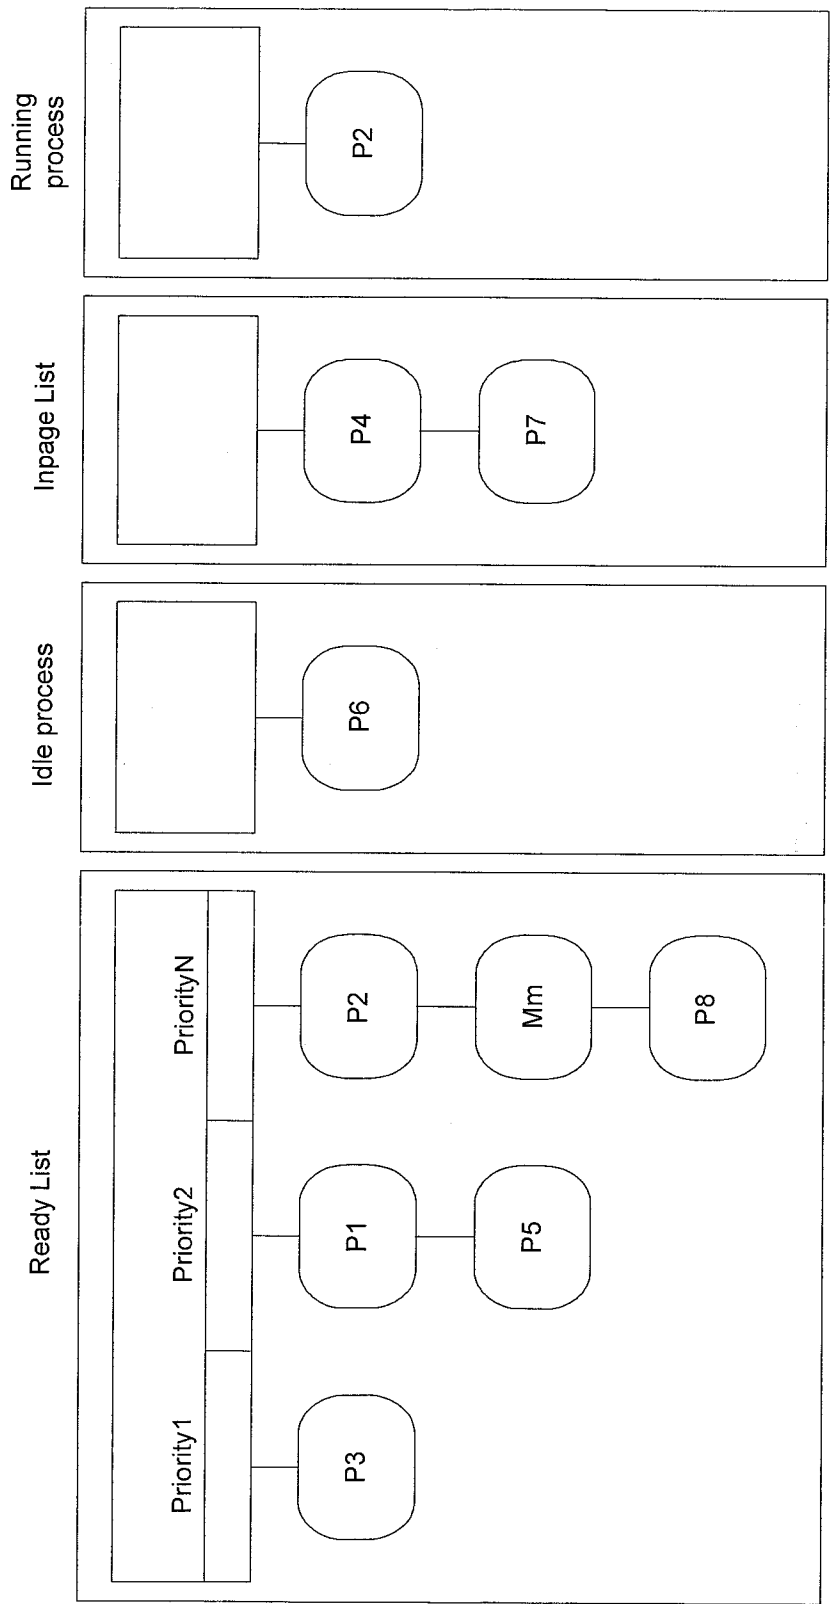 Ready List
Priority1
Priority2
PriorityN
P3
P1
P5
P2
Mm
P8
Idle process
P6
Inpage List
P4
P7
Running
process
P2